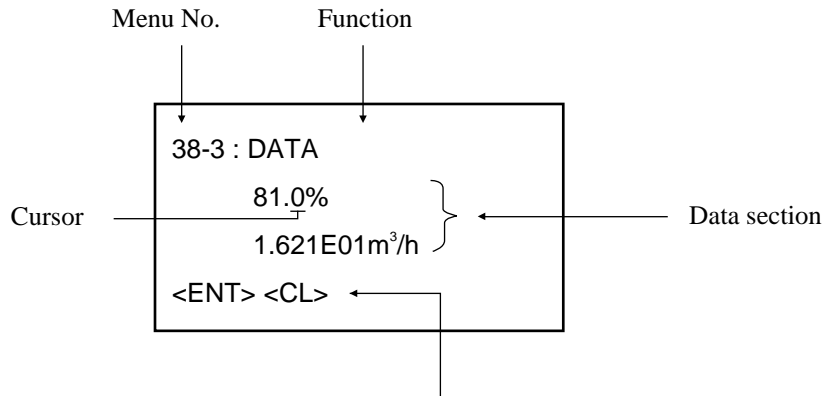 Menu No. Function
38-3 : DATA
81.0%
Cursor Data section
1.621E01m³/h
<ENT> <CL>